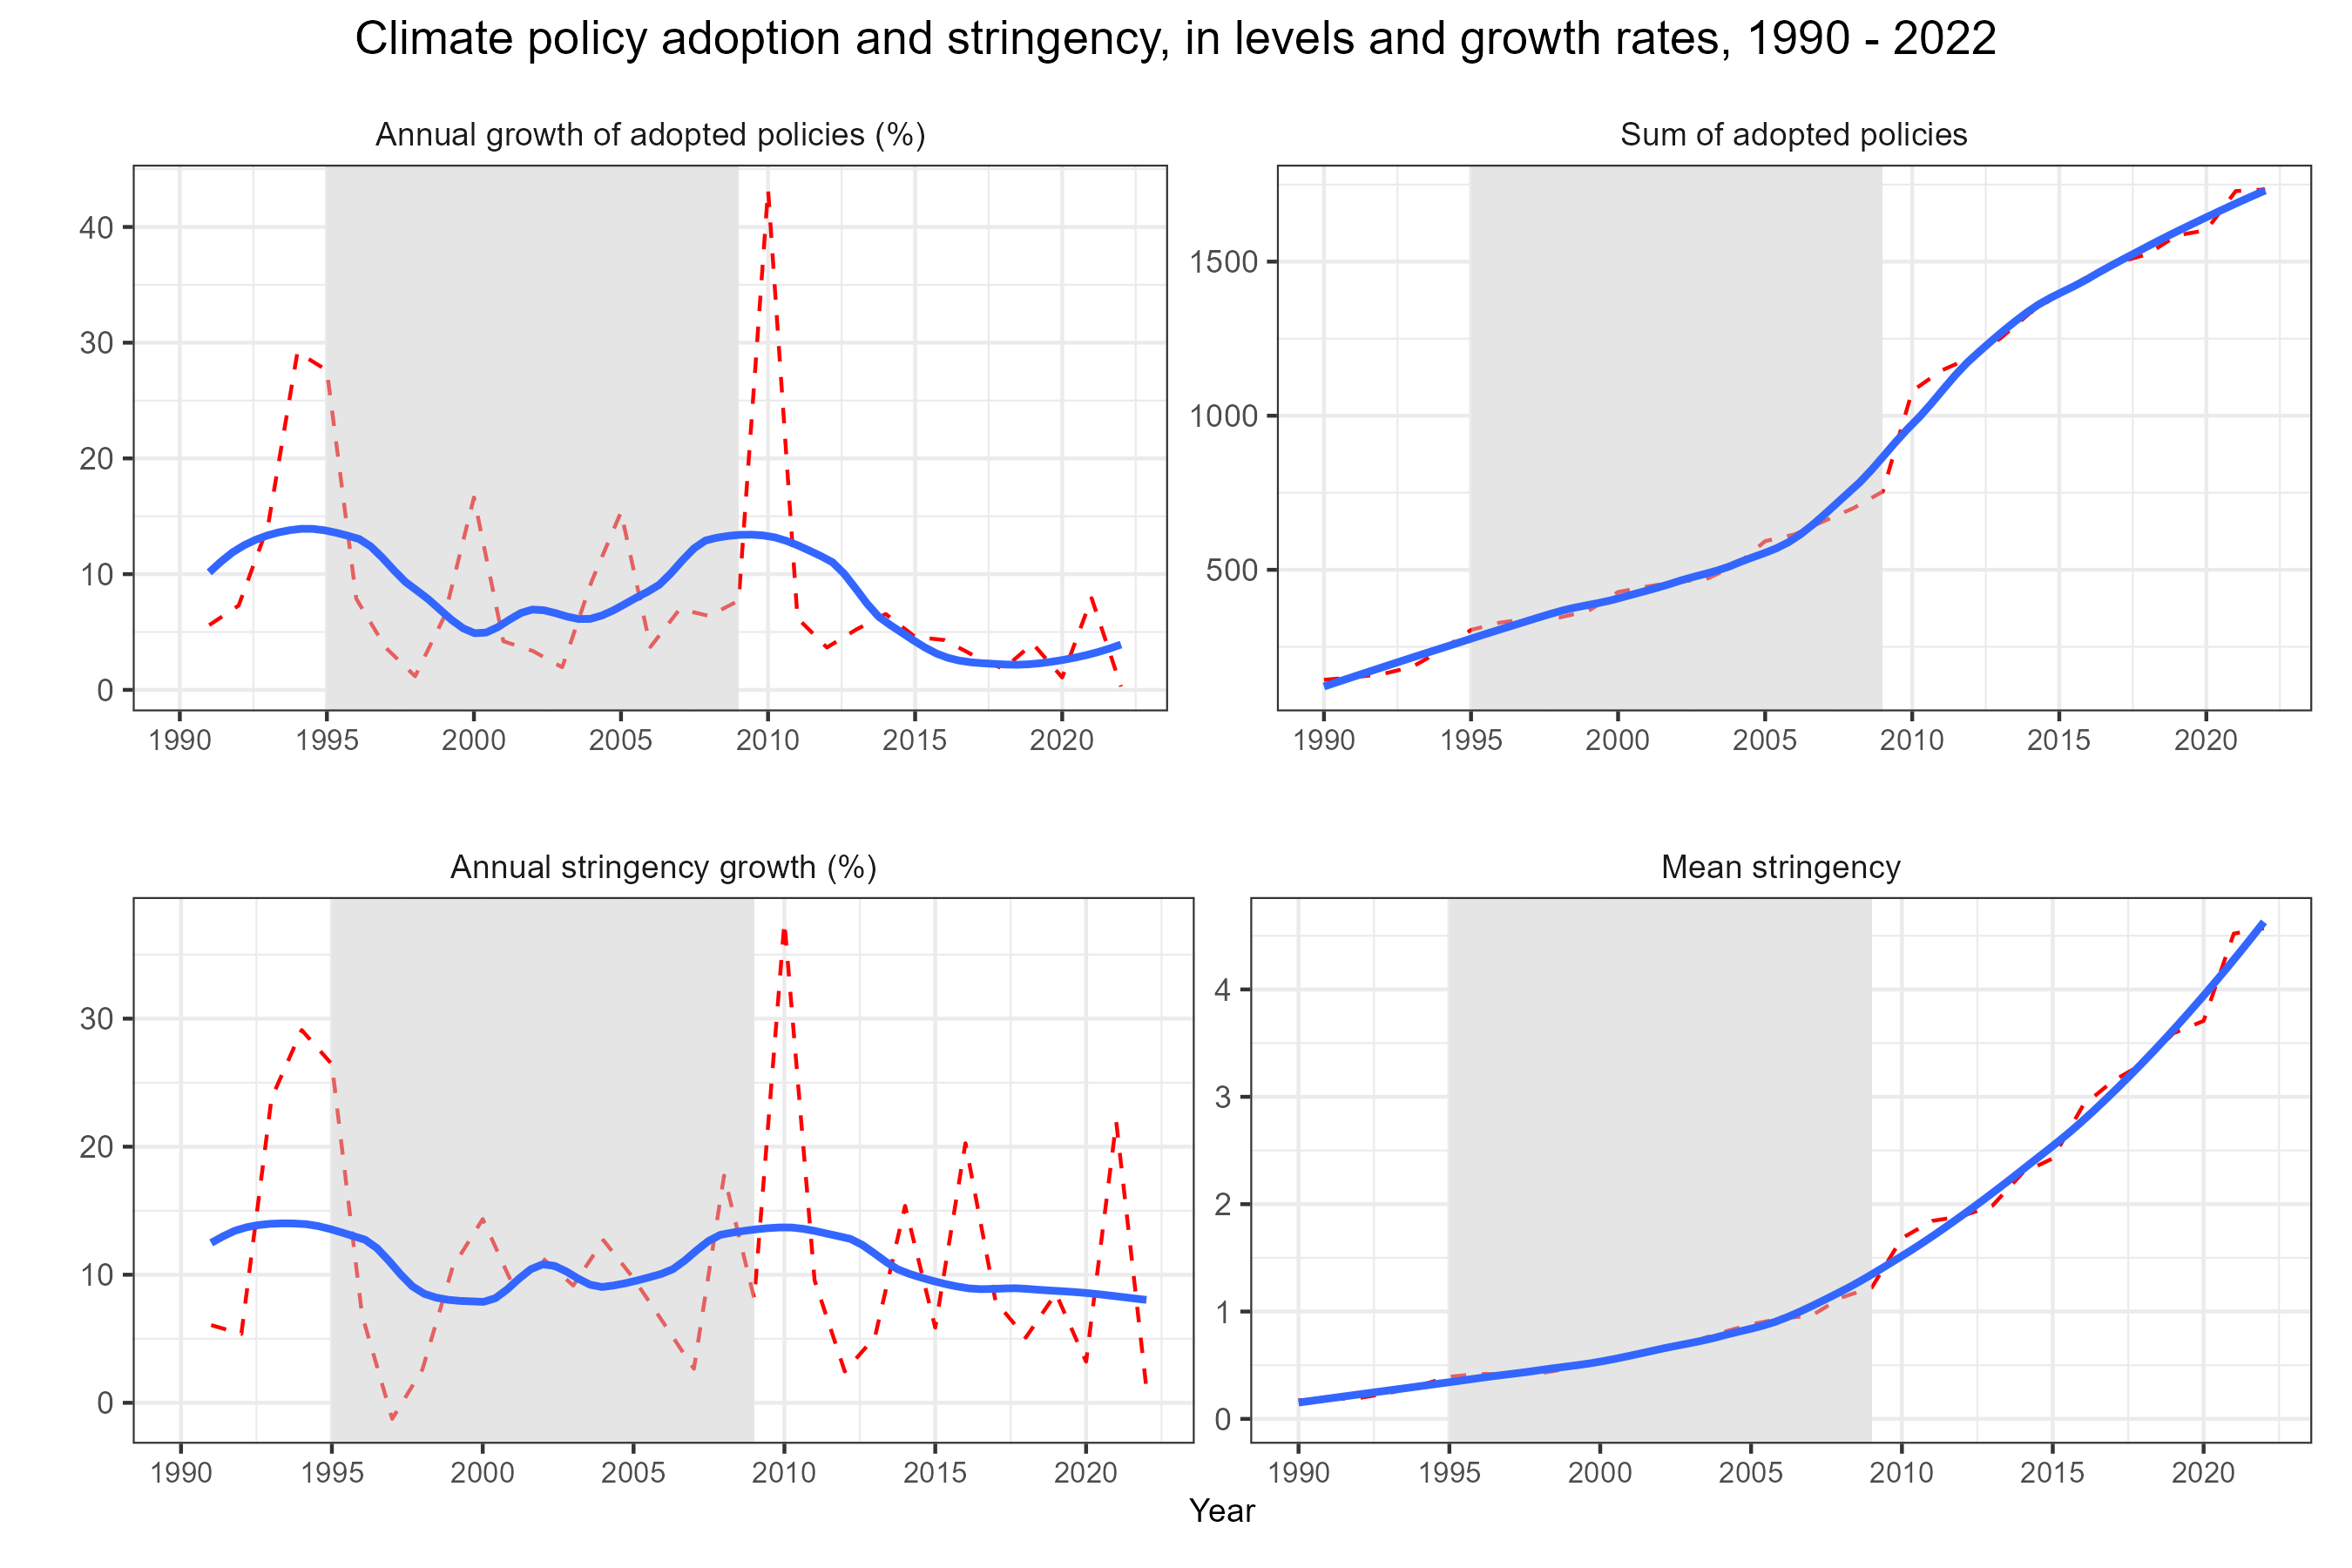 Climate policy adoption and stringency, in levels and growth rates, 1990 - 2022
Annual growth of adopted policies (%)
40
30
20
10
0
1990 1995 2000 2005 2010 2015 2020
Sum of adopted policies
1500
1000
500
1990 1995 2000 2005 2010 2015 2020
Annual stringency growth (%)
30
20
10
0
1990 1995 2000 2005 2010 2015 2020
Mean stringency
4
3
2
1
0
1990 1995 2000 2005 2010 2015 2020
Year